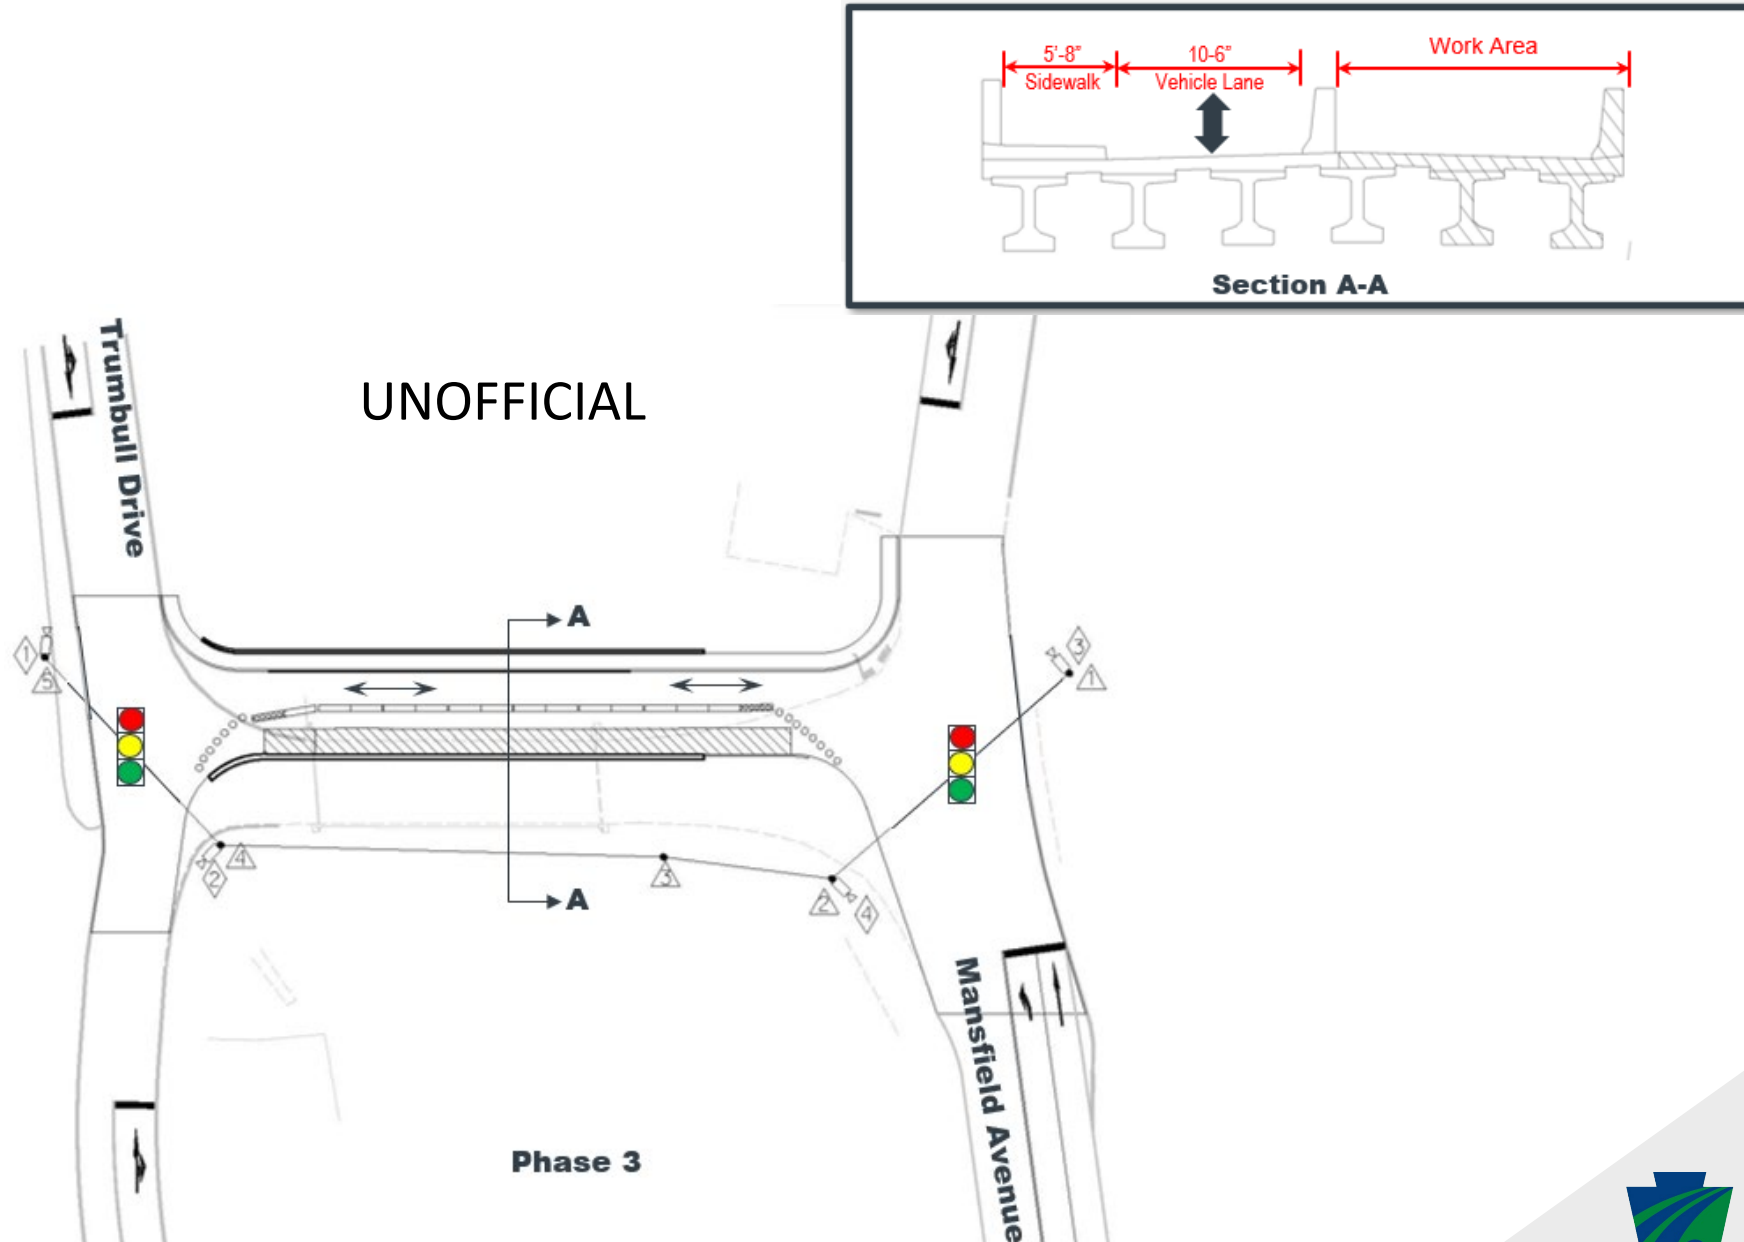 5'-8"
Sidewalk
10-6"
Vehicle Lane
Work Area
Section A-A
Trumbull Drive
UNOFFICIAL
A
1
5
3
1
4
2
3
2
4
A
Mansfield Avenue
Phase 3